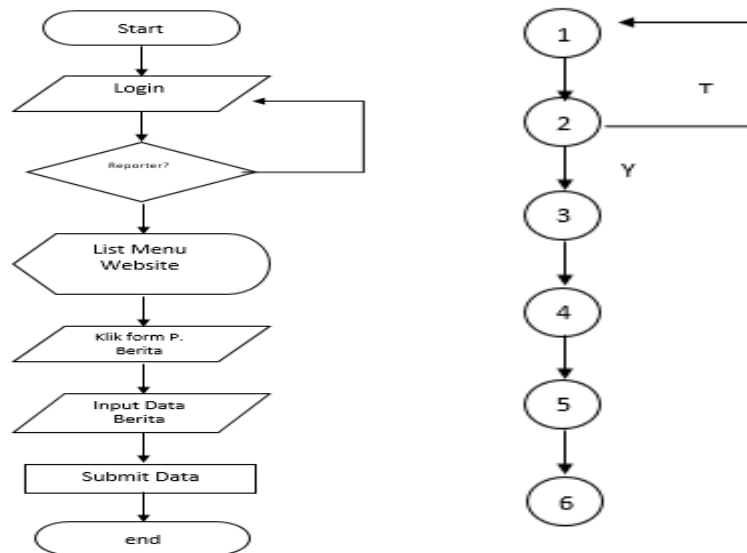 Start
Login
Reporter?
List Menu
Website
Klik form P.
Berita
Input Data
Berita
Submit Data
end
1
T
2
Y
3
4
5
6